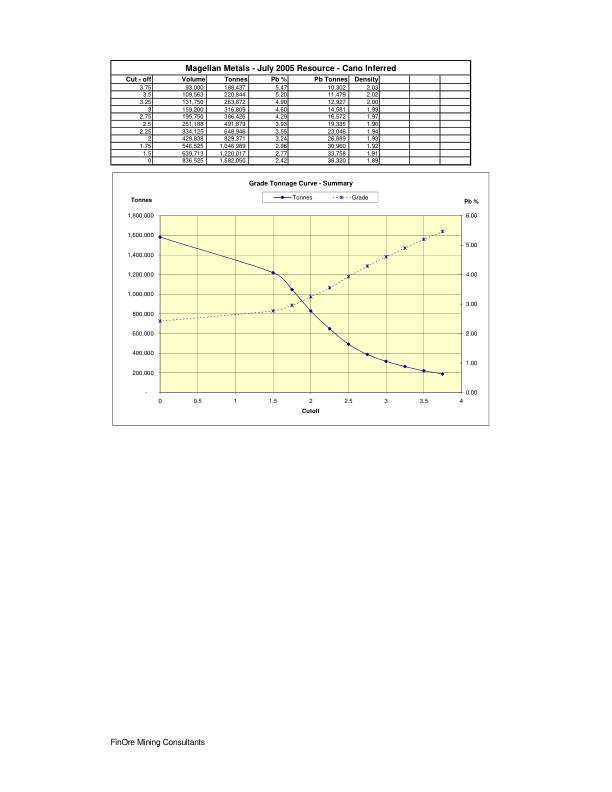 Magellan Metals - July 2005 Resource - Cano Inferred
Cut - off Volume Tonnes Pb % Pb Tonnes Density
3.75 93,000 188,437 5.47 10,302 2.03
3.5 109,563 220,844 5.20 11,479 2.02
3.25 131,750 263,872 4.90 12,927 2.00
3 159,200 316,809 4.60 14,581 1.99
2.75 195,750 386,426 4.29 16,572 1.97
2.5 251,188 491,879 3.93 19,335 1.96
2.25 334,125 648,946 3.55 23,046 1.94
2 429,838 829,371 3.24 26,889 1.93
1.75 546,525 1,046,989 2.96 30,960 1.92
1.5 639,713 1,220,017 2.77 33,758 1.91
0 836,525 1,582,050 2.42 38,320 1.89
Grade Tonnage Curve - Summary
Tonnes Grade
Tonnes Pb %
1,800,000 6.00
1,600,000 5.00
1,400,000
1,200,000 4.00
1,000,000
800,000 3.00
600,000 2.00
400,000 1.00
200,000
- 0.00
0 0.5 1 1.5 2 2.5 3 3.5 4
Cutoff
FinOre Mining Consultants